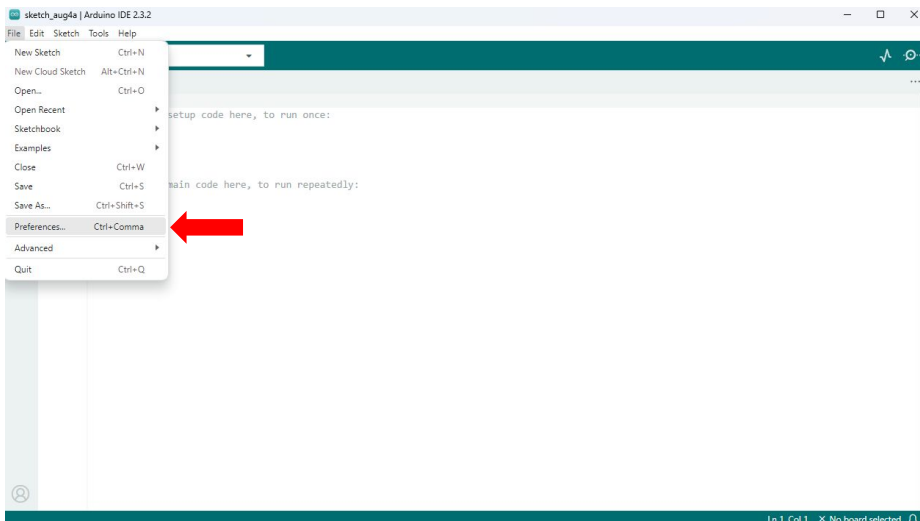 sketch_aug4a | Arduino IDE 2.3.2
File Edit Sketch Tools Help
New Sketch Ctrl+N
New Cloud Sketch Alt+Ctrl+N
Open... Ctrl+O
Open Recent
setup code here, to run once:
Sketchbook
Examples
Close Ctrl+W
Save Ctrl+S
main code here, to run repeatedly:
Save As... Ctrl+Shift+S
Preferences... Ctrl+Comma
Advanced
Quit Ctrl+Q
Ln 1, Col 1 × No board selected